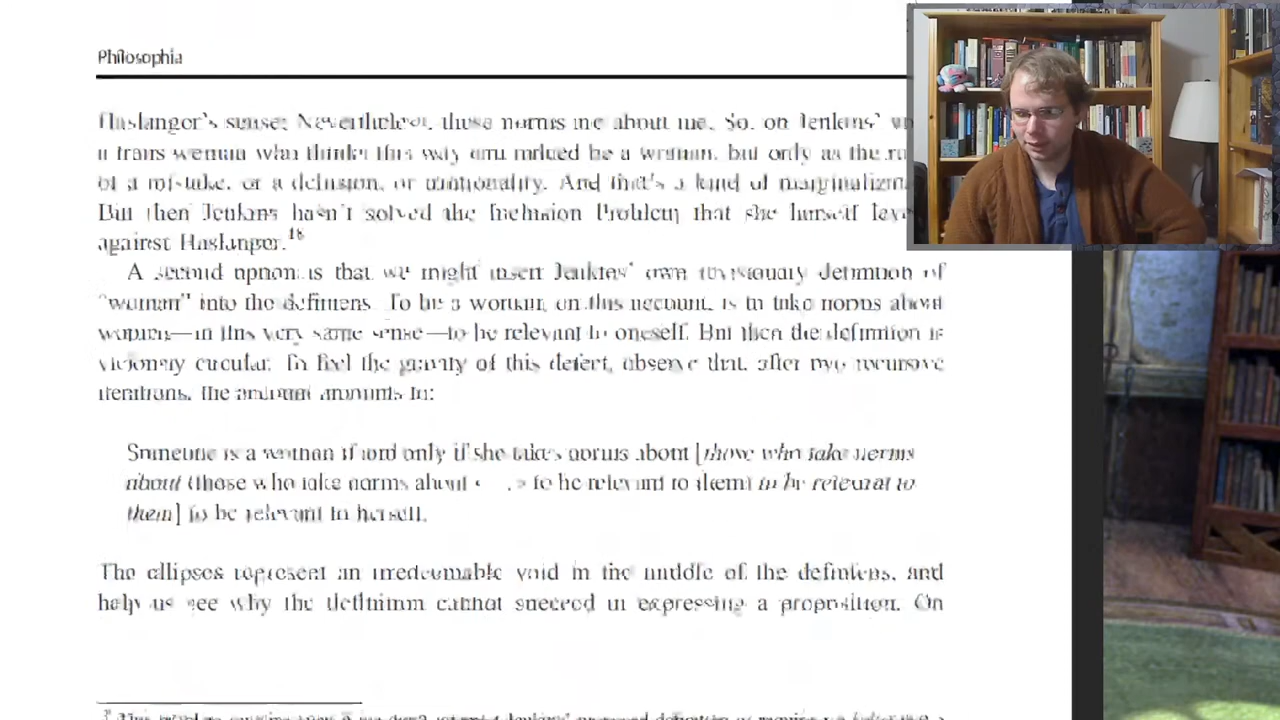 Philosophia
Haslanger's sense: Nevertheless, these norms are about me. So, on Jenkins'
a trans woman who thinks this way can indeed be a woman, but only as the
of a mistake, or a delusion, or irrationality. And that's a kind of
But then Jenkins hasn't solved the Inclusion Problem that she herself
against Haslanger.18
A second option is that we might insert Jenkins' own revisionary definition of
"woman" into the definiens. To be a woman, on this account, is to take norms about
women—in this very same sense—to be relevant to oneself. But then the definition is
viciously circular. To feel the gravity of this defect, observe that, after two recursive
iterations, the analysis amounts to:
Someone is a woman if and only if she takes norms about [those who take norms
about (those who take norms about < . . . > to be relevant to them) to be relevant to
them] to be relevant to herself.
The ellipses represent an irredeemable void in the middle of the definiens, and
help us see why the definition cannot succeed in expressing a proposition. On